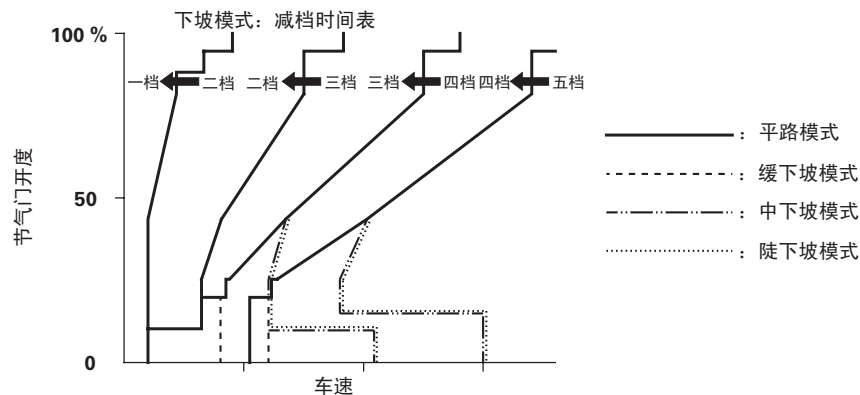 下坡模式：减档时间表
100 %
一档 二档 二档 三档 三档 四档 四档 五档
节气门开度
50
0
车速
：平路模式
：缓下坡模式
：中下坡模式
：陡下坡模式